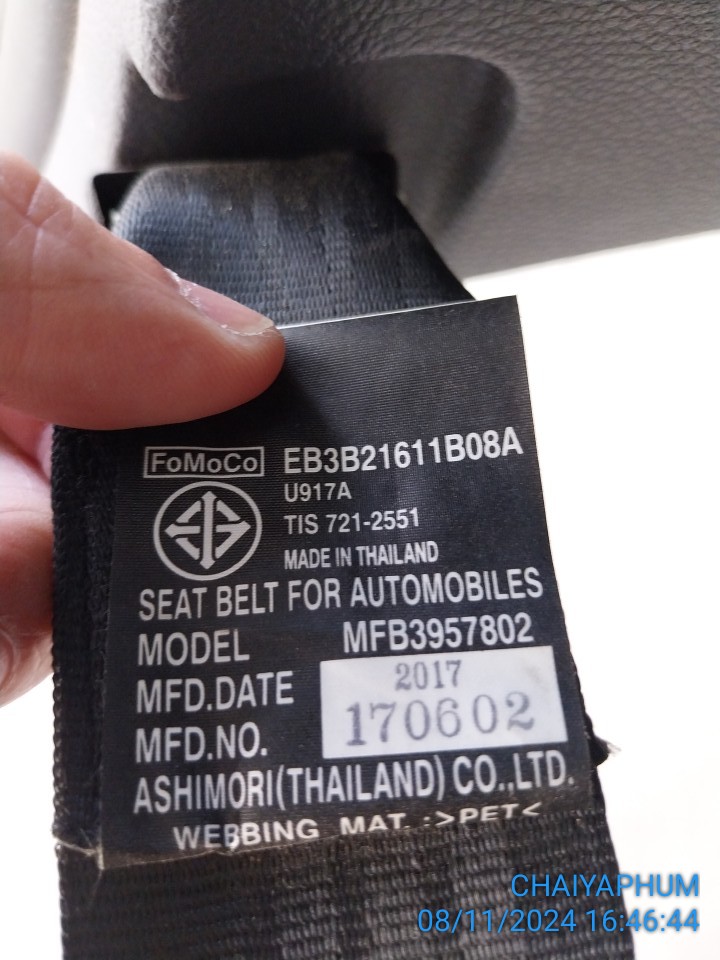 FoMoCo EB3B21611B08A
U917A
TIS 721-2551
MADE IN THAILAND
SEAT BELT FOR AUTOMOBILES
MODEL MFB3957802
MFD.DATE 2017
MFD.NO. 170602
ASHIMORI(THAILAND) CO.,LTD.
WEBBING MAT. :>PET<
CHAIYAPHUM
08/11/2024 16:46:44